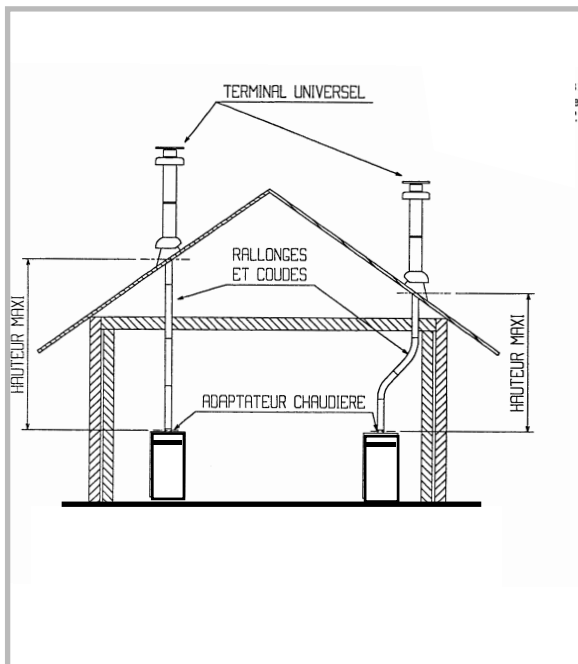 TERMINAL UNIVERSEL
RALLONGES
ET COUDES
HAUTEUR MAXI
HAUTEUR MAXI
ADAPTATEUR CHAUDIERE